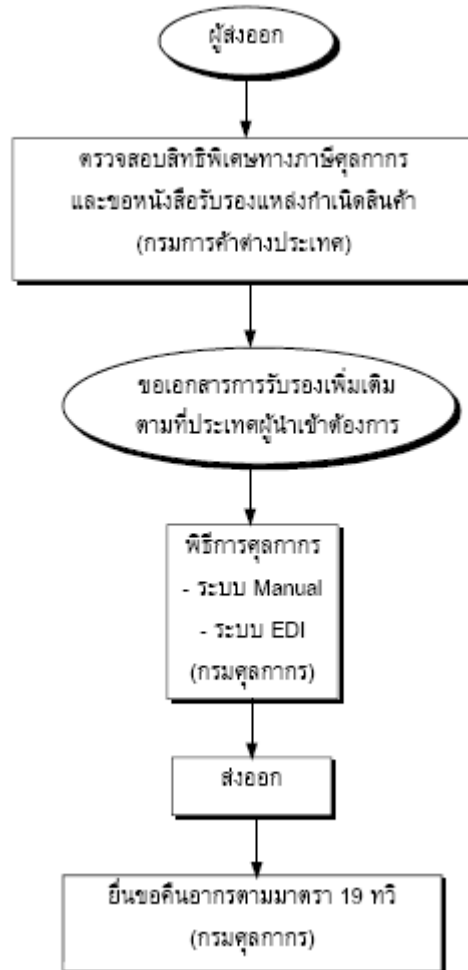 ผู้ส่งออก
ตรวจสอบสิทธิพิเศษทางภาษีศุลกากร
และขอหนังสือรับรองแหล่งกำเนิดสินค้า
(กรมการค้าต่างประเทศ)
ขอเอกสารการรับรองเพิ่มเติม
ตามที่ประเทศผู้นำเข้าต้องการ
พิธีการศุลกากร
- ระบบ Manual
- ระบบ EDI
(กรมศุลกากร)
ส่งออก
ยื่นขอคืนอากรตามมาตรา 19 ทวิ
(กรมศุลกากร)